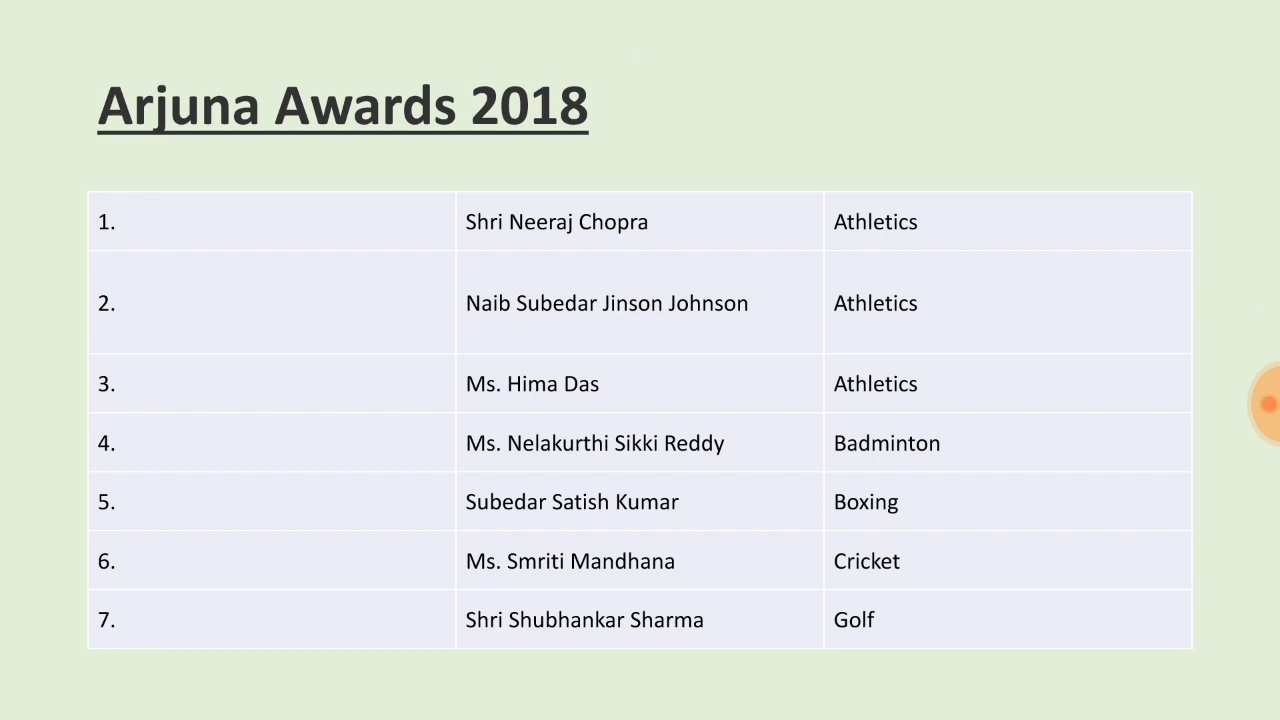 Arjuna Awards 2018
1. Shri Neeraj Chopra Athletics
2. Naib Subedar Jinson Johnson Athletics
3. Ms. Hima Das Athletics
4. Ms. Nelakurthi Sikki Reddy Badminton
5. Subedar Satish Kumar Boxing
6. Ms. Smriti Mandhana Cricket
7. Shri Shubhankar Sharma Golf